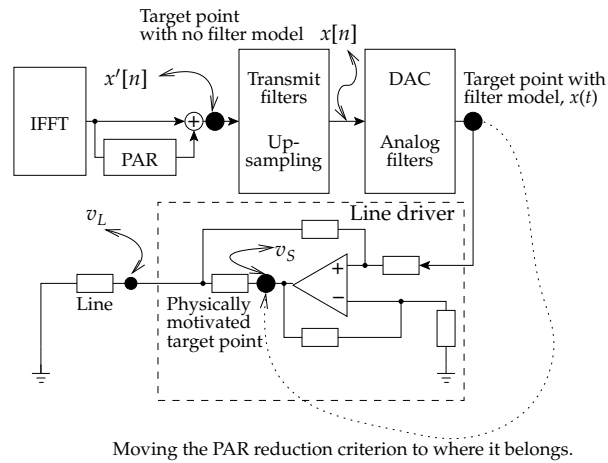 Target point
with no filter model
x[n]
x'[n]
IFFT
PAR
+
Transmit
filters
Up-
sampling
DAC
Analog
filters
Target point with
filter model, x(t)
Line driver
v_L
v_S
+
−
Line
Physically
motivated
target point
Moving the PAR reduction criterion to where it belongs.